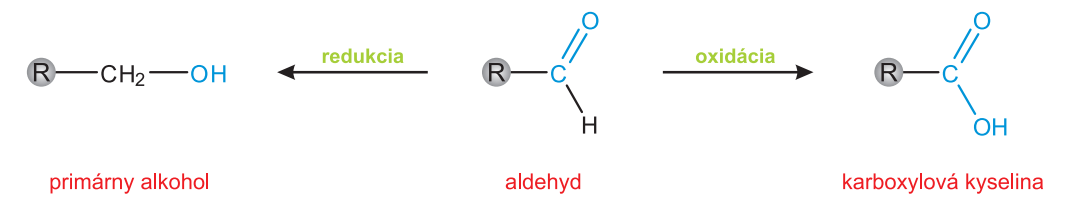 O O
redukcia oxidácia
R CH₂ OH R C R C
H OH
primárny alkohol aldehyd karboxylová kyselina